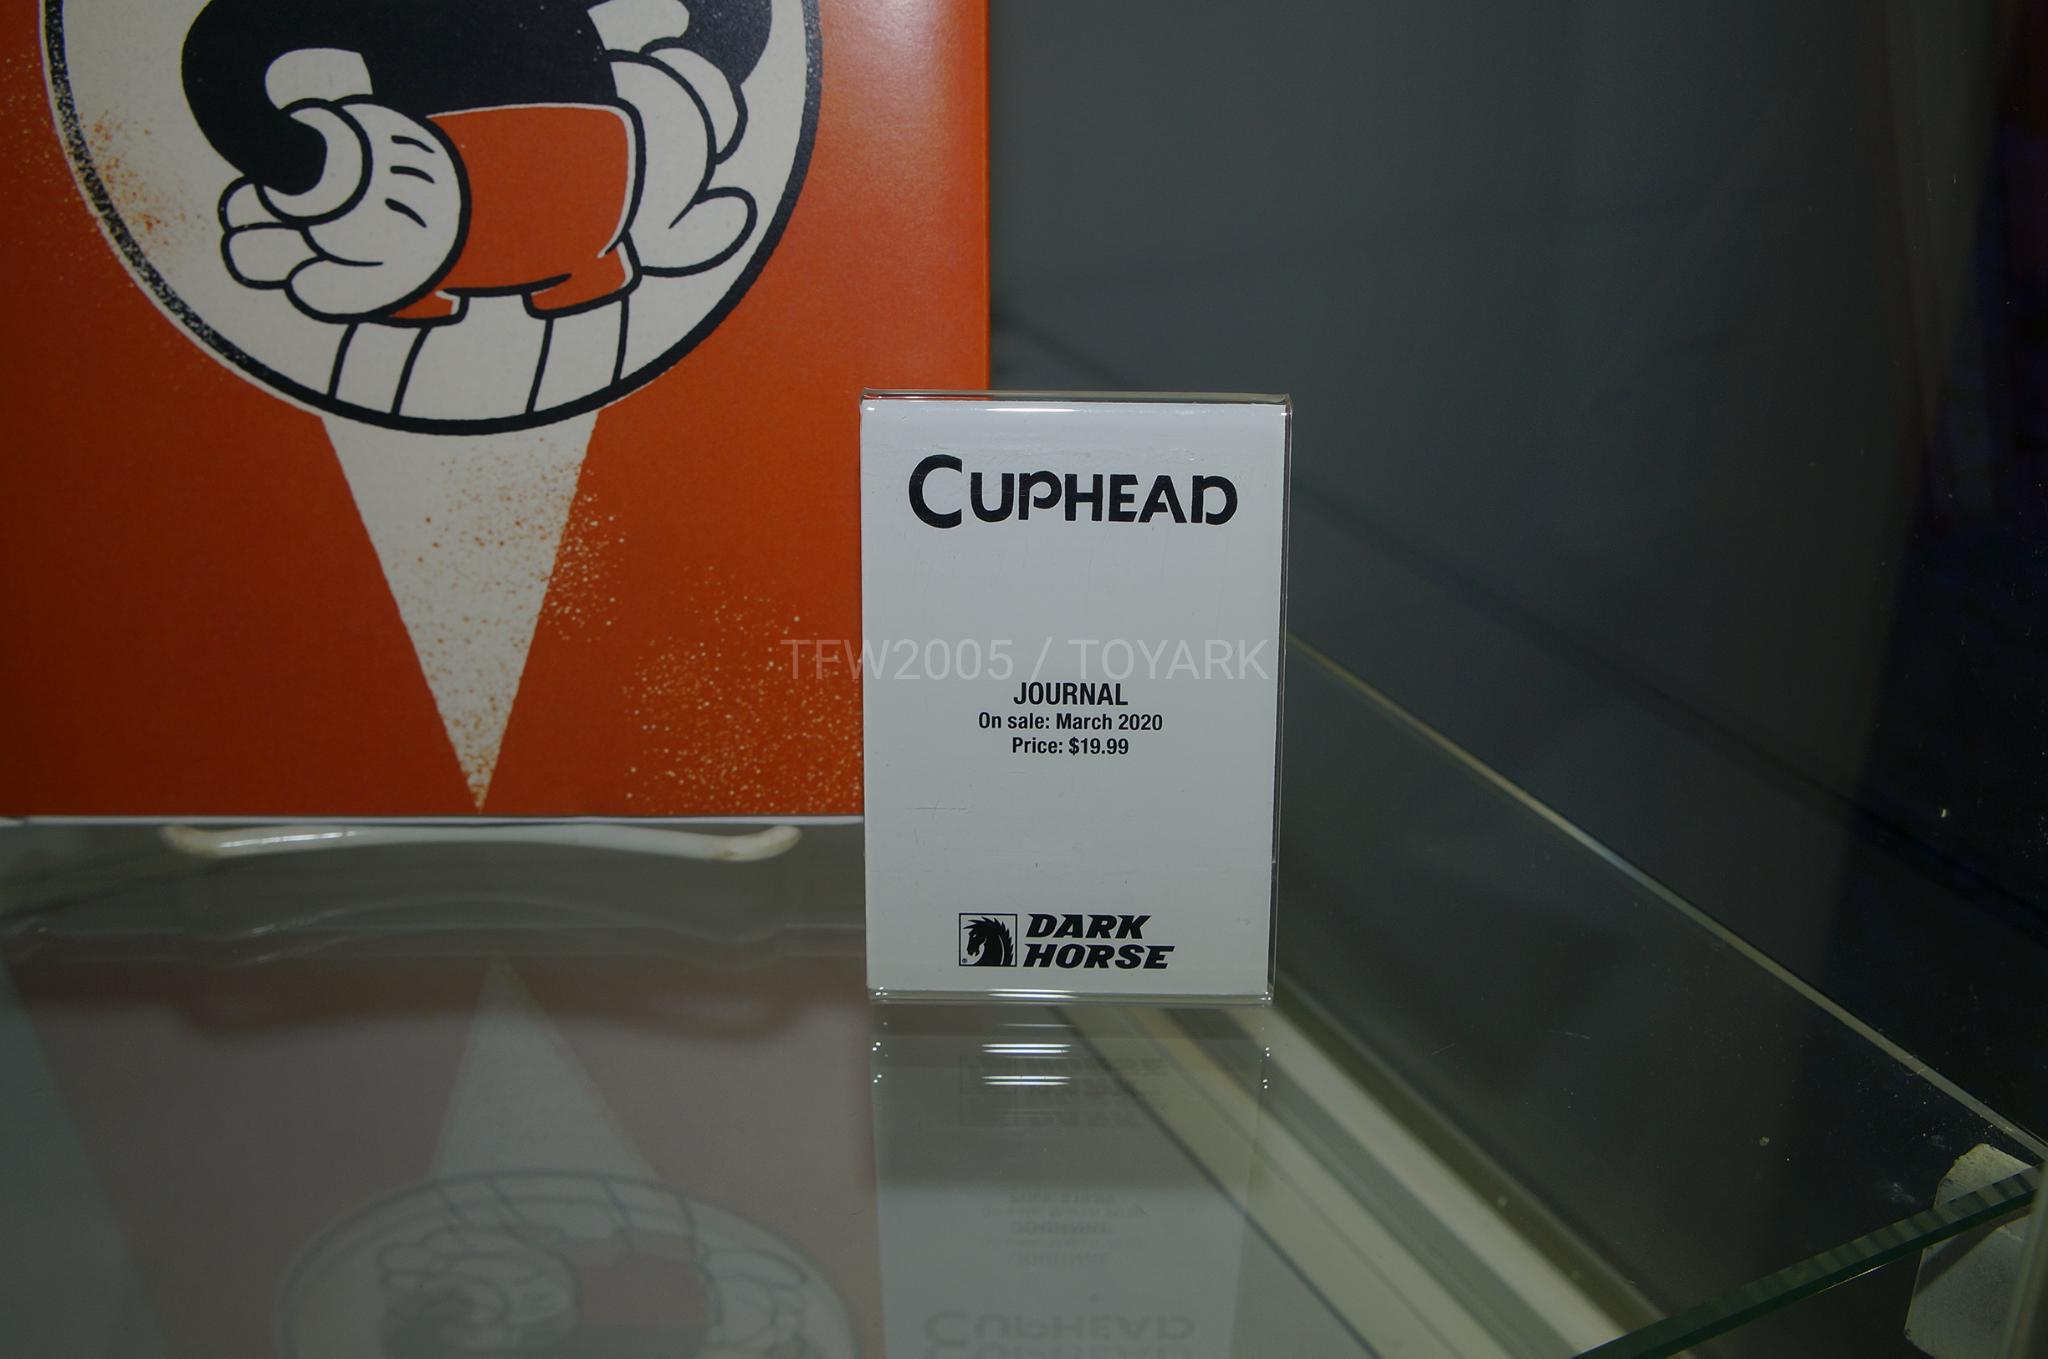 CUPHEAD
TFW2005 / TOYARK
JOURNAL
On sale: March 2020
Price: $19.99
DARK
HORSE